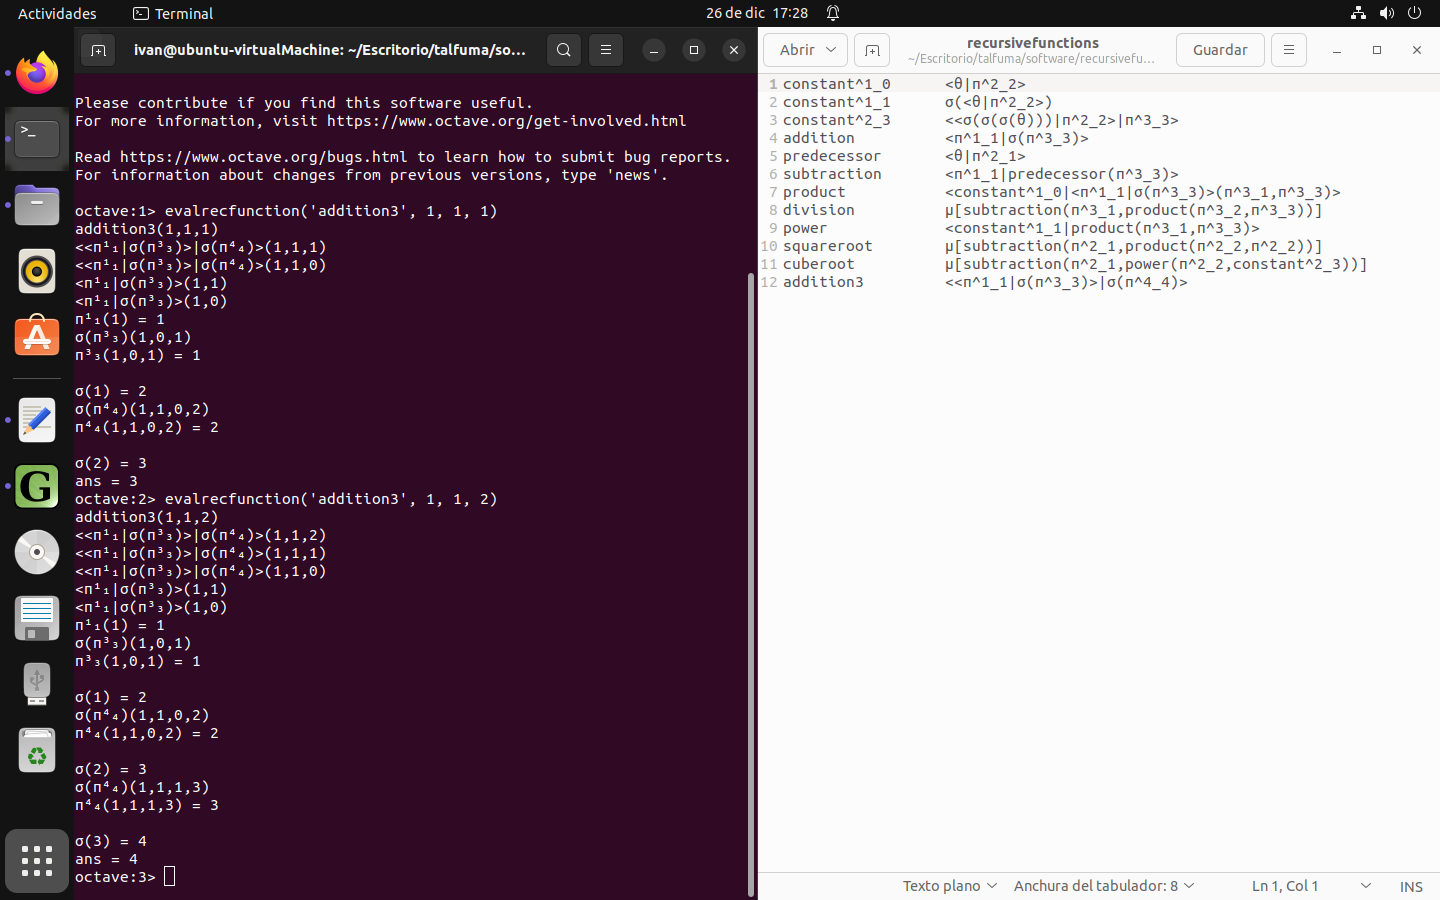 Actividades
Terminal
26 de dic 17:28
ivan@ubuntu-virtualMachine: ~/Escritorio/talfuma/so...
Please contribute if you find this software useful.
For more information, visit https://www.octave.org/get-involved.html
Read https://www.octave.org/bugs.html to learn how to submit bug reports.
For information about changes from previous versions, type 'news'.
octave:1> evalrecfunction('addition3', 1, 1, 1)
addition3(1,1,1)
<<π¹₁|σ(π³₃)>|σ(π⁴₄)>(1,1,1)
<<π¹₁|σ(π³₃)>|σ(π⁴₄)>(1,1,0)
<π¹₁|σ(π³₃)>(1,1)
<π¹₁|σ(π³₃)>(1,0)
π¹₁(1) = 1
σ(π³₃)(1,0,1)
π³₃(1,0,1) = 1
σ(1) = 2
σ(π⁴₄)(1,1,0,2)
π⁴₄(1,1,0,2) = 2
σ(2) = 3
ans = 3
octave:2> evalrecfunction('addition3', 1, 1, 2)
addition3(1,1,2)
<<π¹₁|σ(π³₃)>|σ(π⁴₄)>(1,1,2)
<<π¹₁|σ(π³₃)>|σ(π⁴₄)>(1,1,1)
<<π¹₁|σ(π³₃)>|σ(π⁴₄)>(1,1,0)
<π¹₁|σ(π³₃)>(1,1)
<π¹₁|σ(π³₃)>(1,0)
π¹₁(1) = 1
σ(π³₃)(1,0,1)
π³₃(1,0,1) = 1
σ(1) = 2
σ(π⁴₄)(1,1,0,2)
π⁴₄(1,1,0,2) = 2
σ(2) = 3
σ(π⁴₄)(1,1,1,3)
π⁴₄(1,1,1,3) = 3
σ(3) = 4
ans = 4
octave:3>
Abrir
recursivefunctions
~/Escritorio/talfuma/software/recursivefu...
Guardar
1 constant^1_0 <θ|π^2_2>
2 constant^1_1 σ(<θ|π^2_2>)
3 constant^2_3 <<σ(σ(σ(θ)))|π^2_2>|π^3_3>
4 addition <π^1_1|σ(π^3_3)>
5 predecessor <θ|π^2_1>
6 subtraction <π^1_1|predecessor(π^3_3)>
7 product <constant^1_0|<π^1_1|σ(π^3_3)>(π^3_1,π^3_3)>
8 division μ[subtraction(π^3_1,product(π^3_2,π^3_3))]
9 power <constant^1_1|product(π^3_1,π^3_3)>
10 squareroot μ[subtraction(π^2_1,product(π^2_2,π^2_2))]
11 cuberoot μ[subtraction(π^2_1,power(π^2_2,constant^2_3))]
12 addition3 <<π^1_1|σ(π^3_3)>|σ(π^4_4)>
Texto plano
Anchura del tabulador: 8
Ln 1, Col 1
INS